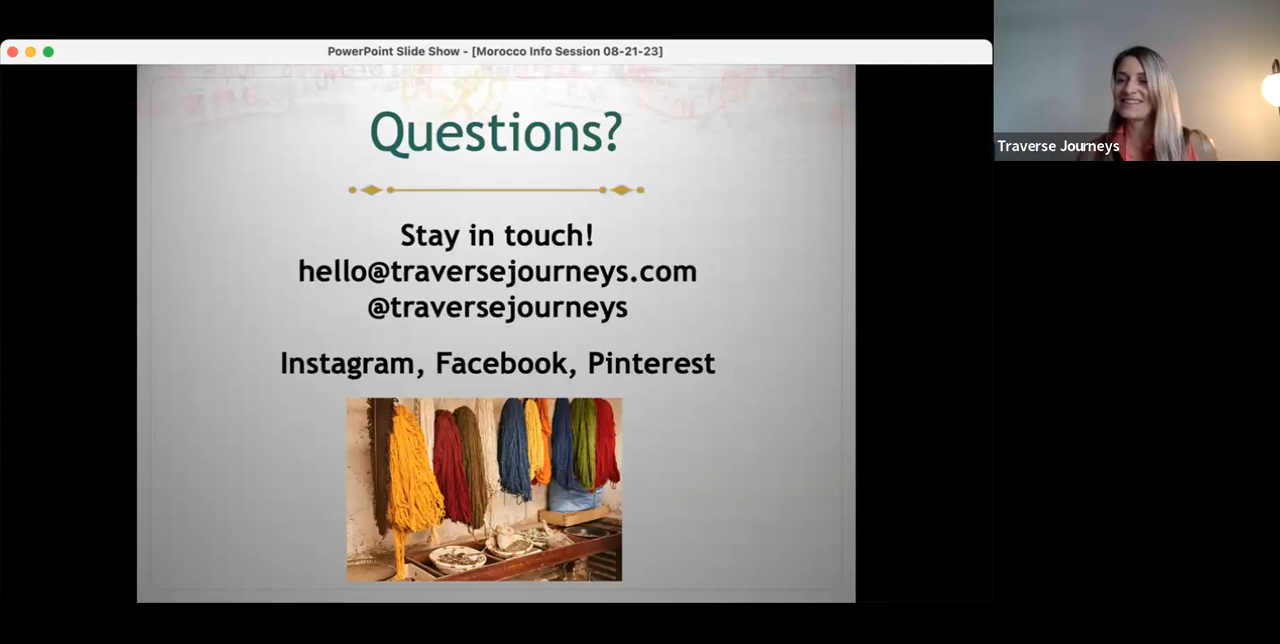 PowerPoint Slide Show - [Morocco Info Session 08-21-23]
Traverse Journeys
Questions?
Stay in touch!
hello@traversejourneys.com
@traversejourneys
Instagram, Facebook, Pinterest